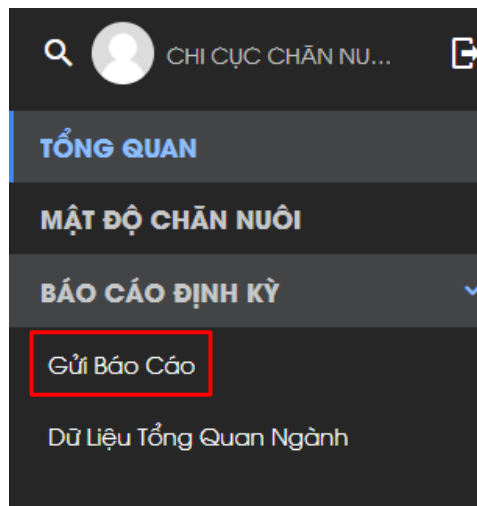 CHI CỤC CHĂN NU...
TỔNG QUAN
MẬT ĐỘ CHĂN NUÔI
BÁO CÁO ĐỊNH KỲ
Gửi Báo Cáo
Dữ Liệu Tổng Quan Ngành